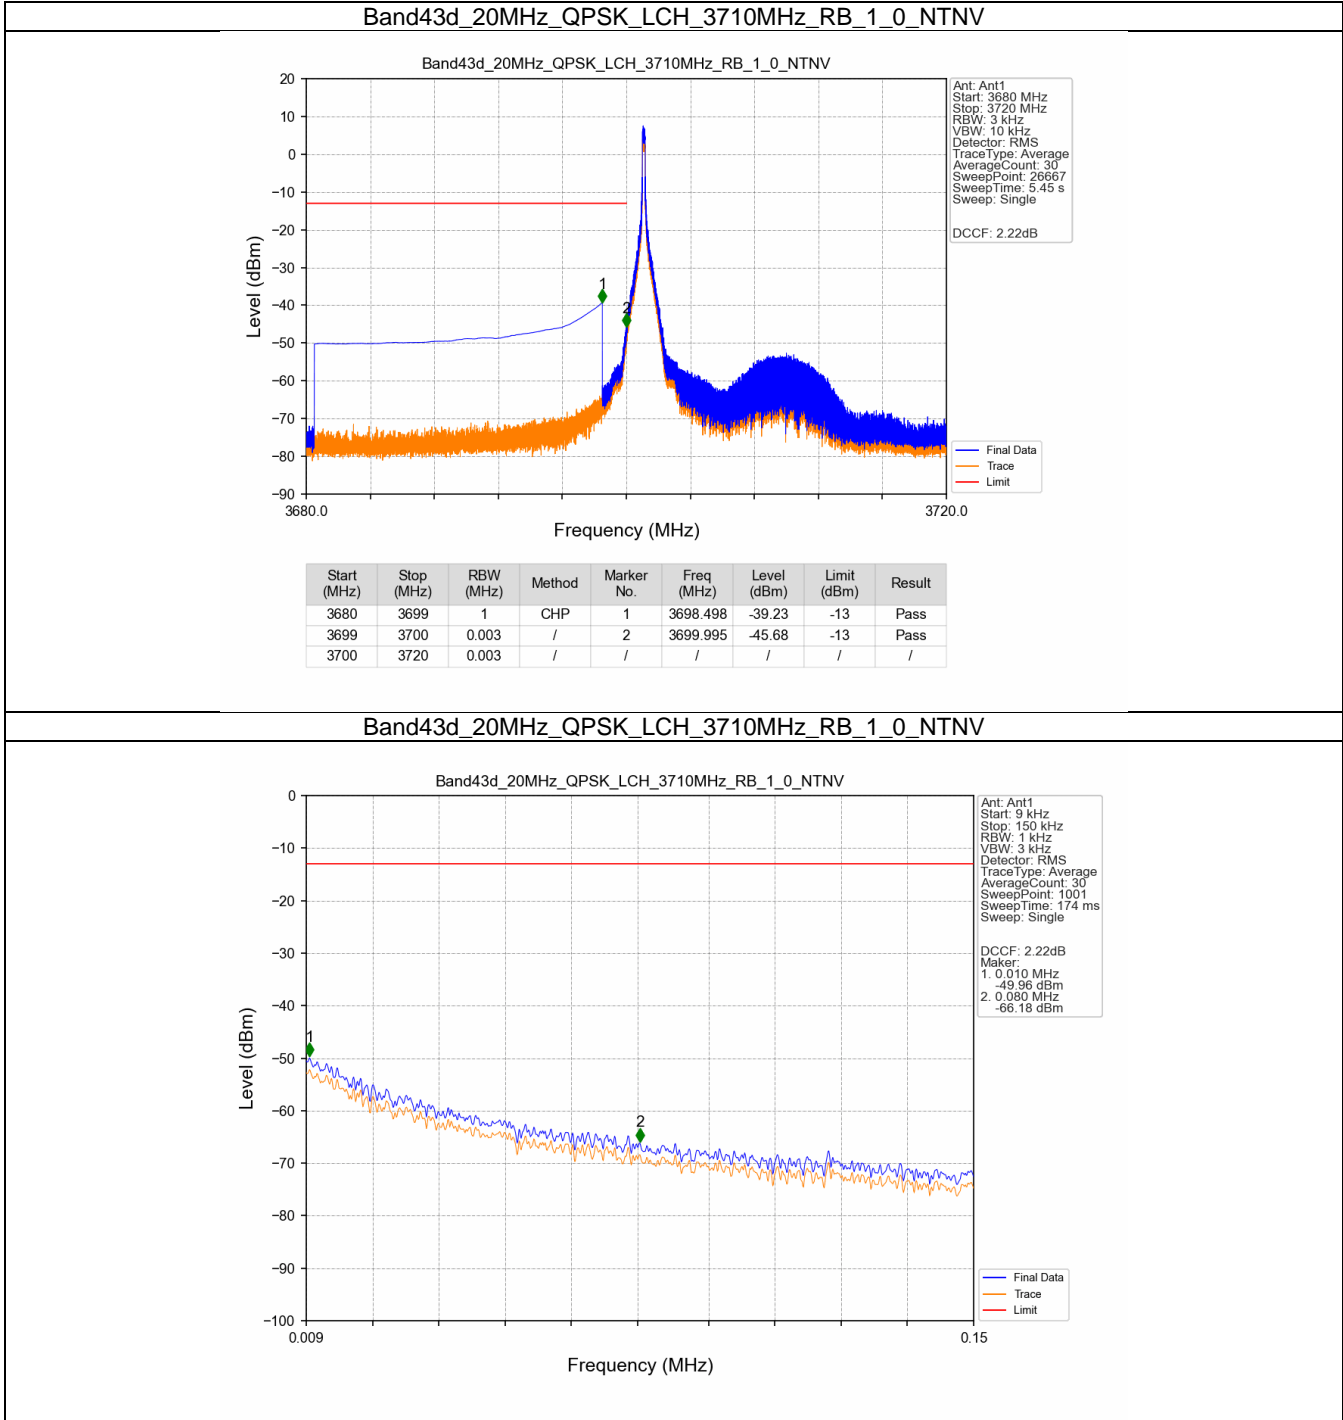 Band43d_20MHz_QPSK_LCH_3710MHz_RB_1_0_NTNV
Band43d_20MHz_QPSK_LCH_3710MHz_RB_1_0_NTNV
20
10
0
−10
−20
−30
−40
−50
−60
−70
−80
−90
Level (dBm)
1
2
3680.0
3720.0
Frequency (MHz)
Ant: Ant1
Start: 3680 MHz
Stop: 3720 MHz
RBW: 3 kHz
VBW: 10 kHz
Detector: RMS
TraceType: Average
AverageCount: 30
SweepPoint: 26667
SweepTime: 5.45 s
Sweep: Single
DCCF: 2.22dB
Final Data
Trace
Limit
Start (MHz) Stop (MHz) RBW (MHz) Method Marker No. Freq (MHz) Level (dBm) Limit (dBm) Result
3680 3699 1 CHP 1 3698.498 -39.23 -13 Pass
3699 3700 0.003 / 2 3699.995 -45.68 -13 Pass
3700 3720 0.003 / / / / / /
Band43d_20MHz_QPSK_LCH_3710MHz_RB_1_0_NTNV
Band43d_20MHz_QPSK_LCH_3710MHz_RB_1_0_NTNV
0
−10
−20
−30
−40
−50
−60
−70
−80
−90
−100
Level (dBm)
1
2
0.009
0.15
Frequency (MHz)
Ant: Ant1
Start: 9 kHz
Stop: 150 kHz
RBW: 1 kHz
VBW: 3 kHz
Detector: RMS
TraceType: Average
AverageCount: 30
SweepPoint: 1001
SweepTime: 174 ms
Sweep: Single
DCCF: 2.22dB
Maker:
1. 0.010 MHz
-49.96 dBm
2. 0.080 MHz
-66.18 dBm
Final Data
Trace
Limit